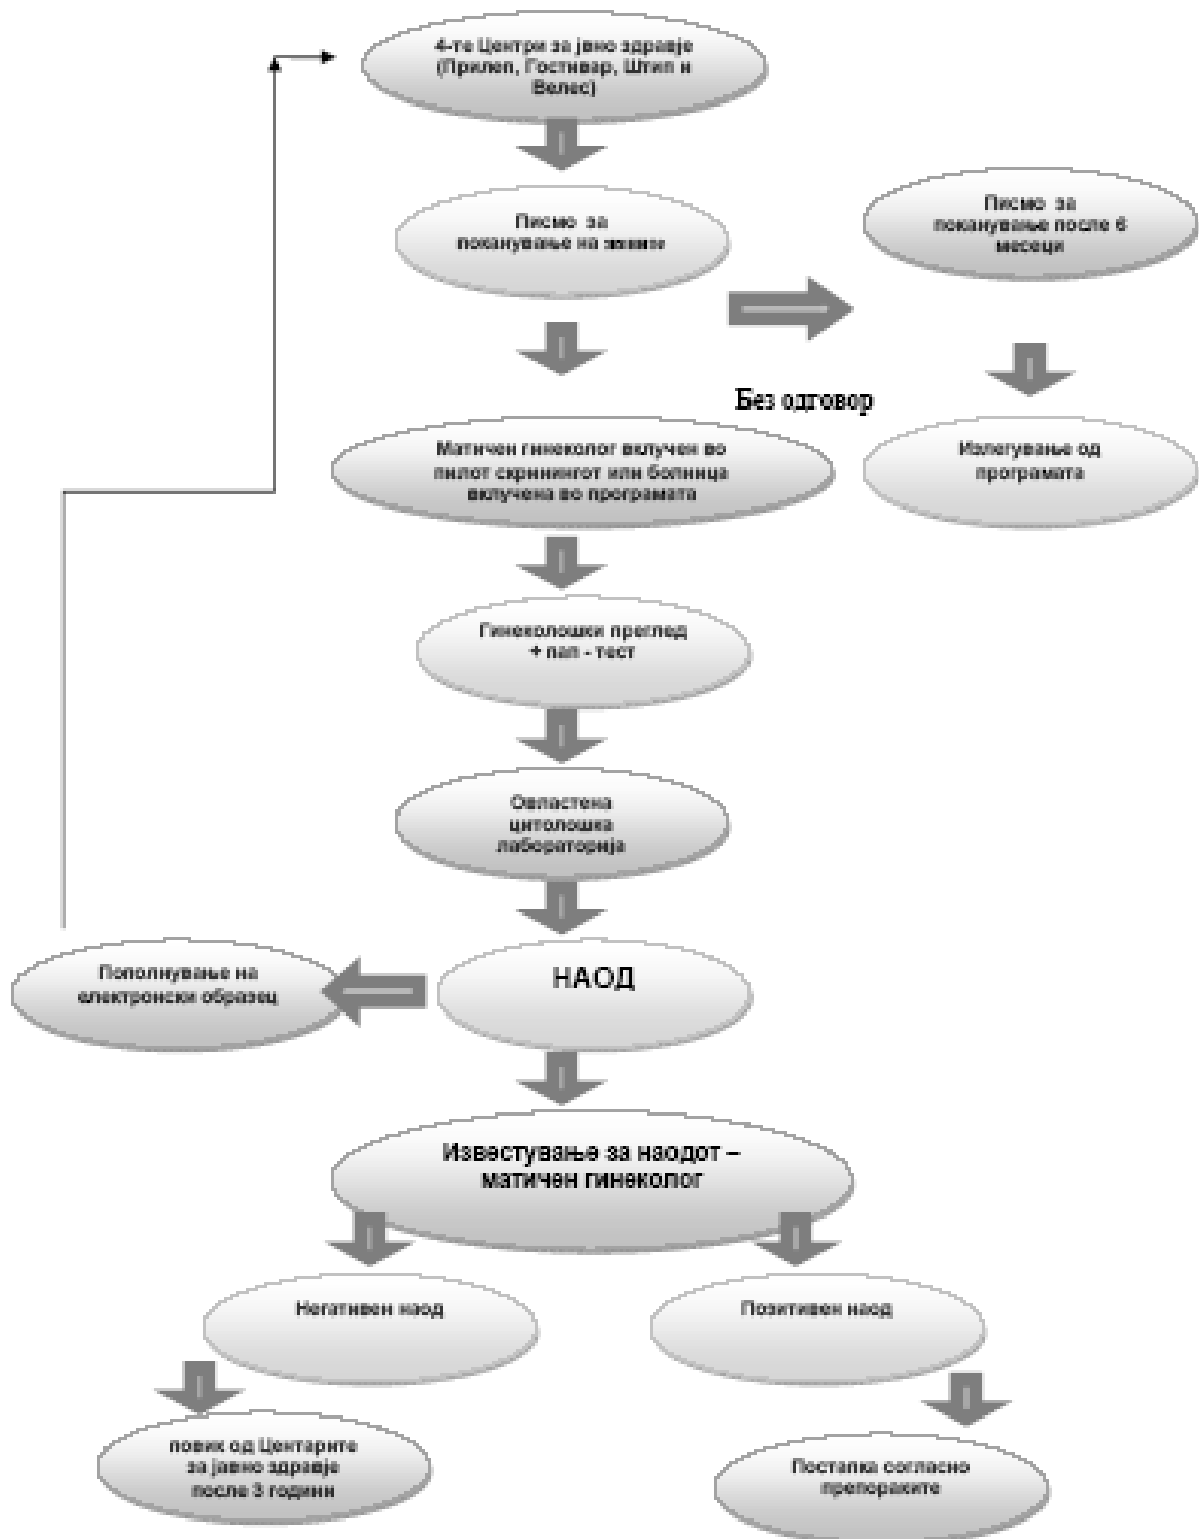 4-те Центри за јвно здравје
(Прилеп, Гостивар, Штип и
Велес)
Писмо за
поканување на жените
Писмо за
поканување после 6
месеци
Без одговор
Матичен гинеколог вклучен во
пилот скринингот или болница
вклучена во програмата
Излегување од
програмата
Гинеколошки преглед
+ пап - тест
Овластена
цитолошка
лабораторија
Пополнување на
електронски образец
НАОД
Известување за наодот –
матичен гинеколог
Негативен наод
Позитивен наод
повик од Центарите
за јавно здравје
после 3 години
Постапка согласно
препораките